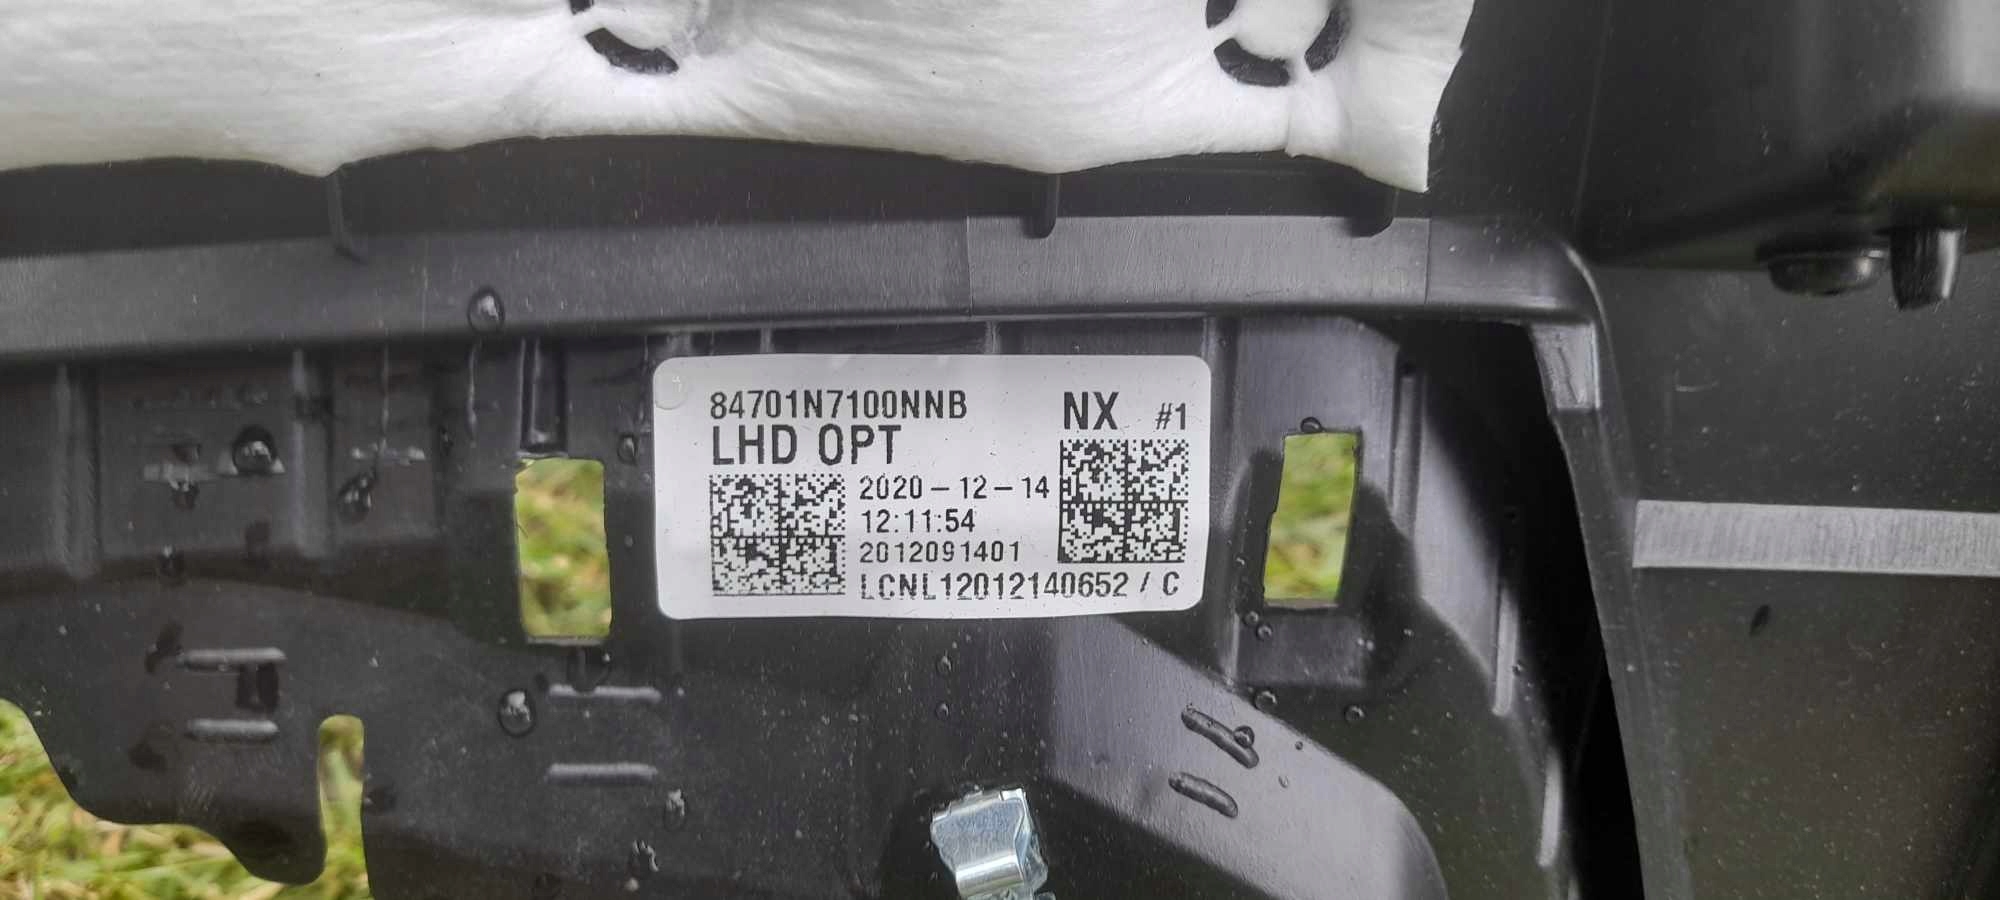 84701N7100NNB
NX #1
LHD OPT
2020-12-14
12:11:54
2012091401
LCNL12012140652 / C